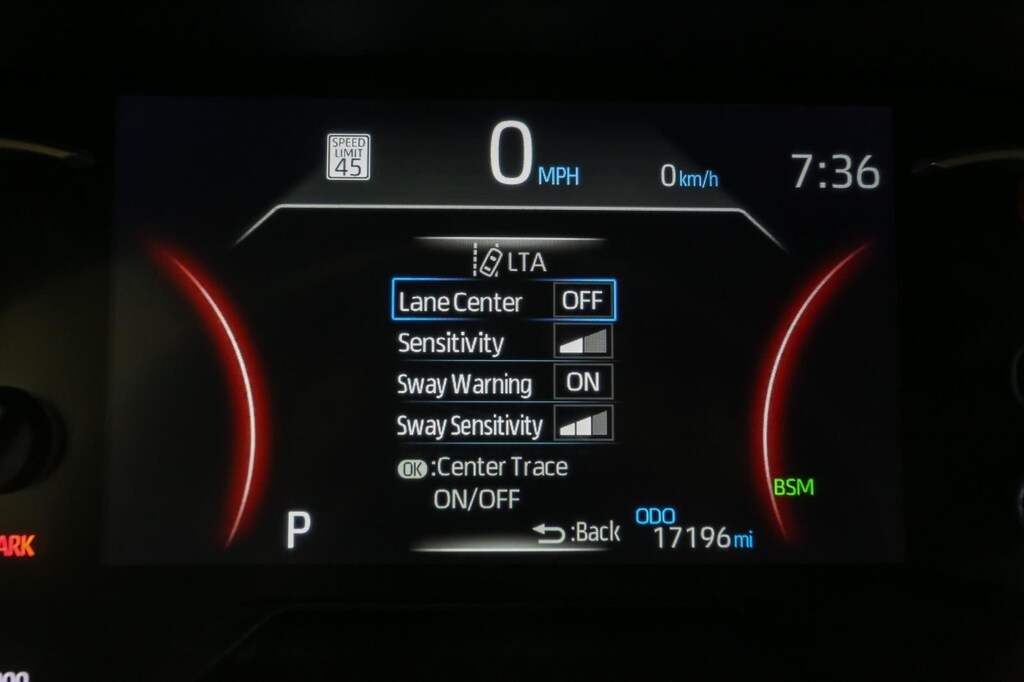 SPEED
LIMIT
45
0 MPH
0 km/h
7:36
LTA
Lane Center OFF
Sensitivity
Sway Warning ON
Sway Sensitivity
OK :Center Trace
ON/OFF
:Back
P
BSM
ODO
17196 mi
ARK